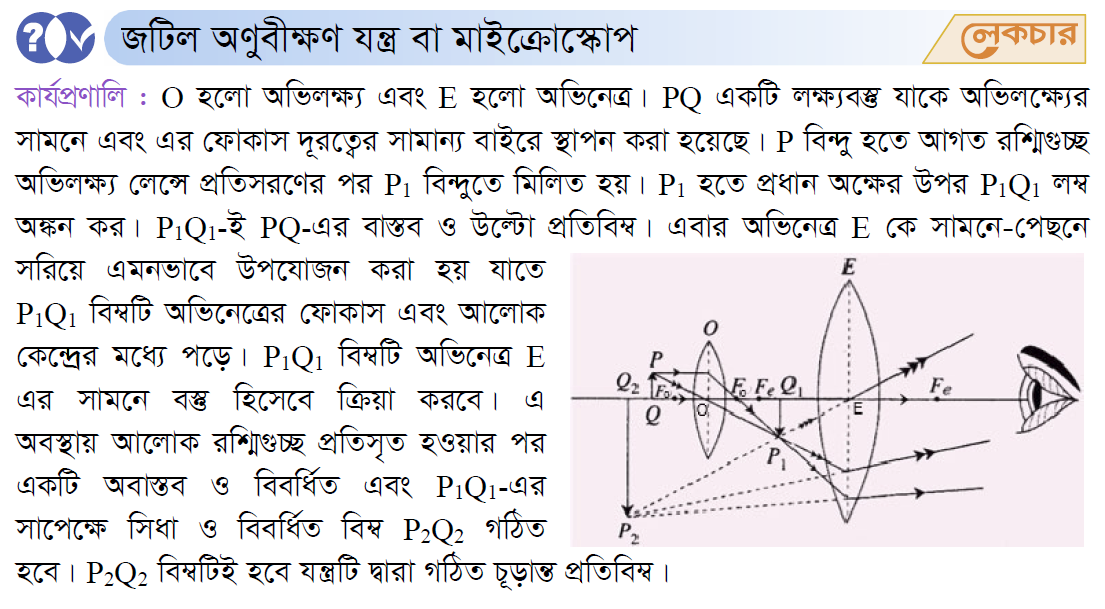 জটিল অণুবীক্ষণ যন্ত্র বা মাইক্রোস্কোপ
লেকচার
কার্যপ্রণালি : O হলো অভিলক্ষ্য এবং E হলো অভিনেত্র। PQ একটি লক্ষ্যবস্তু যাকে অভিলক্ষ্যের
সামনে এবং এর ফোকাস দূরত্বের সামান্য বাইরে স্থাপন করা হয়েছে। P বিন্দু হতে আগত রশ্মিগুচ্ছ
অভিলক্ষ্য লেন্সে প্রতিসরণের পর P₁ বিন্দুতে মিলিত হয়। P₁ হতে প্রধান অক্ষের উপর P₁Q₁ লম্ব
অঙ্কন কর। P₁Q₁-ই PQ-এর বাস্তব ও উল্টো প্রতিবিম্ব। এবার অভিনেত্র E কে সামনে-পেছনে
সরিয়ে এমনভাবে উপযোজন করা হয় যাতে
P₁Q₁ বিম্বটি অভিনেত্রের ফোকাস এবং আলোক
কেন্দ্রের মধ্যে পড়ে। P₁Q₁ বিম্বটি অভিনেত্র E
এর সামনে বস্তু হিসেবে ক্রিয়া করবে। এ
অবস্থায় আলোক রশ্মিগুচ্ছ প্রতিসৃত হওয়ার পর
একটি অবাস্তব ও বিবর্ধিত এবং P₁Q₁-এর
সাপেক্ষে সিধা ও বিবর্ধিত বিম্ব P₂Q₂ গঠিত
হবে। P₂Q₂ বিম্বটিই হবে যন্ত্রটি দ্বারা গঠিত চূড়ান্ত প্রতিবিম্ব।
E
O
P
Q₂ F₀ F₀ Fₑ Q₁ Fₑ
Q O E
P₁
P₂